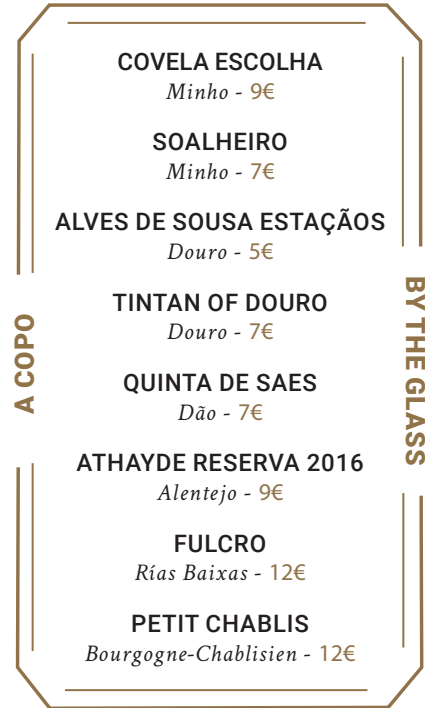 COVELA ESCOLHA
Minho - 9€
SOALHEIRO
Minho - 7€
ALVES DE SOUSA ESTAÇÃOS
Douro - 5€
TINTAN OF DOURO
Douro - 7€
QUINTA DE SAES
Dão - 7€
ATHAYDE RESERVA 2016
Alentejo - 9€
FULCRO
Rías Baixas - 12€
PETIT CHABLIS
Bourgogne-Chablisien - 12€
A COPO
BY THE GLASS